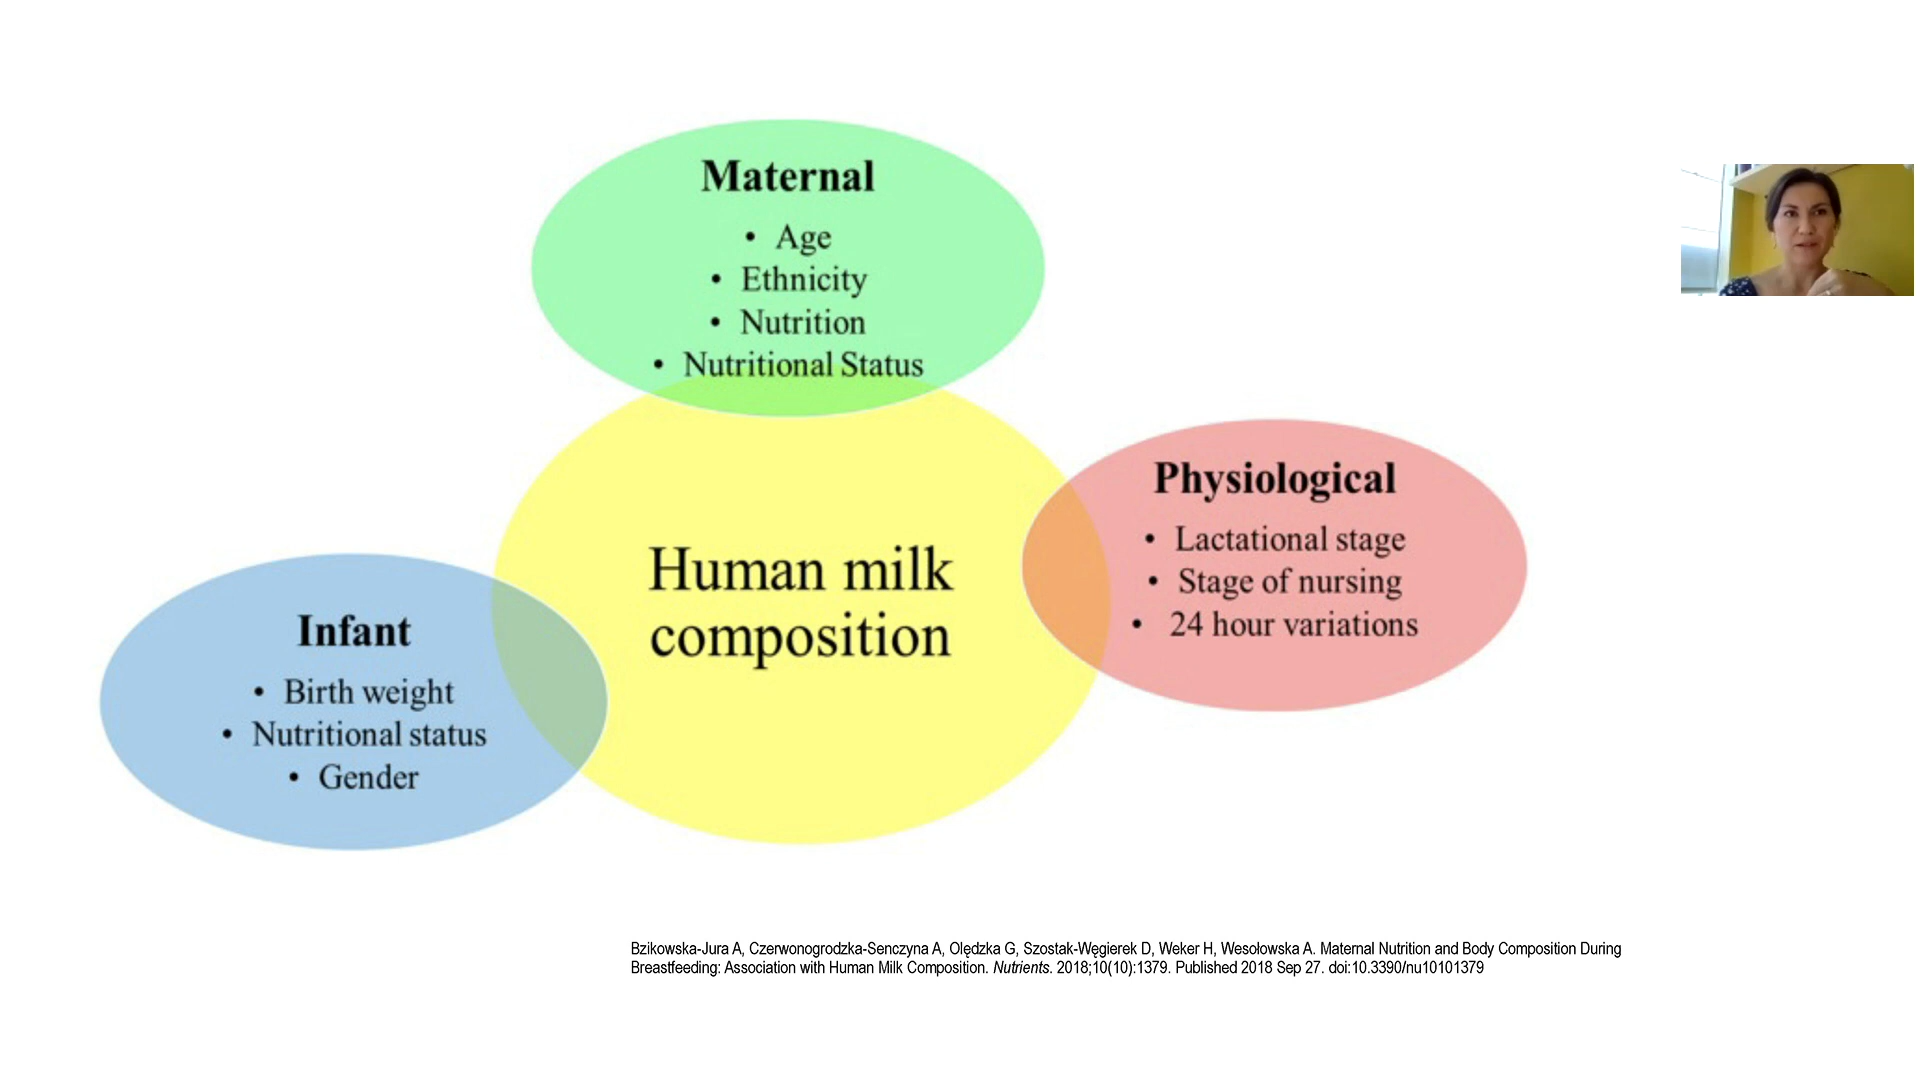 Maternal
• Age
• Ethnicity
• Nutrition
• Nutritional Status
Physiological
• Lactational stage
• Stage of nursing
• 24 hour variations
Human milk
composition
Infant
• Birth weight
• Nutritional status
• Gender
Bzikowska-Jura A, Czerwonogrodzka-Senczyna A, Olędzka G, Szostak-Węgierek D, Weker H, Wesołowska A. Maternal Nutrition and Body Composition During
Breastfeeding: Association with Human Milk Composition. Nutrients. 2018;10(10):1379. Published 2018 Sep 27. doi:10.3390/nu10101379